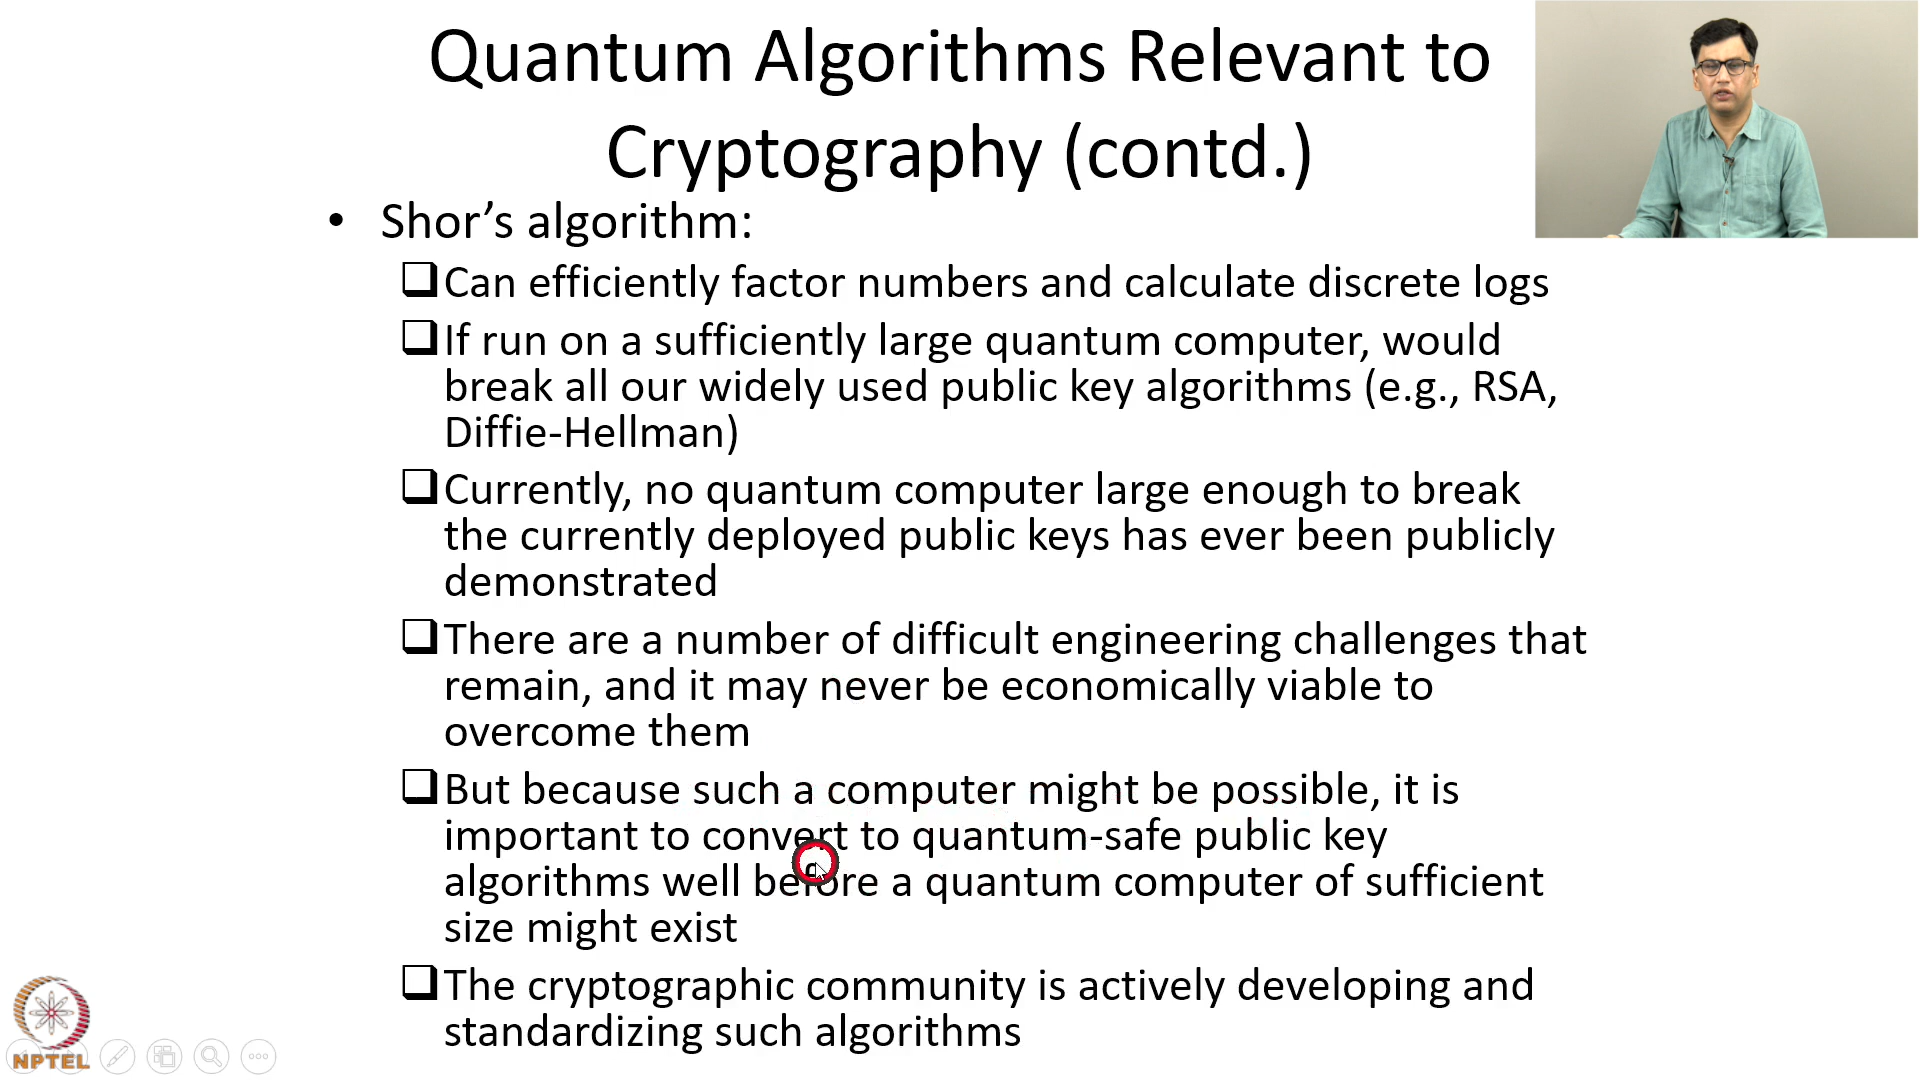 Quantum Algorithms Relevant to
Cryptography (contd.)
• Shor’s algorithm:
❑Can efficiently factor numbers and calculate discrete logs
❑If run on a sufficiently large quantum computer, would
break all our widely used public key algorithms (e.g., RSA,
Diffie-Hellman)
❑Currently, no quantum computer large enough to break
the currently deployed public keys has ever been publicly
demonstrated
❑There are a number of difficult engineering challenges that
remain, and it may never be economically viable to
overcome them
❑But because such a computer might be possible, it is
important to convert to quantum-safe public key
algorithms well before a quantum computer of sufficient
size might exist
❑The cryptographic community is actively developing and
standardizing such algorithms
NPTEL